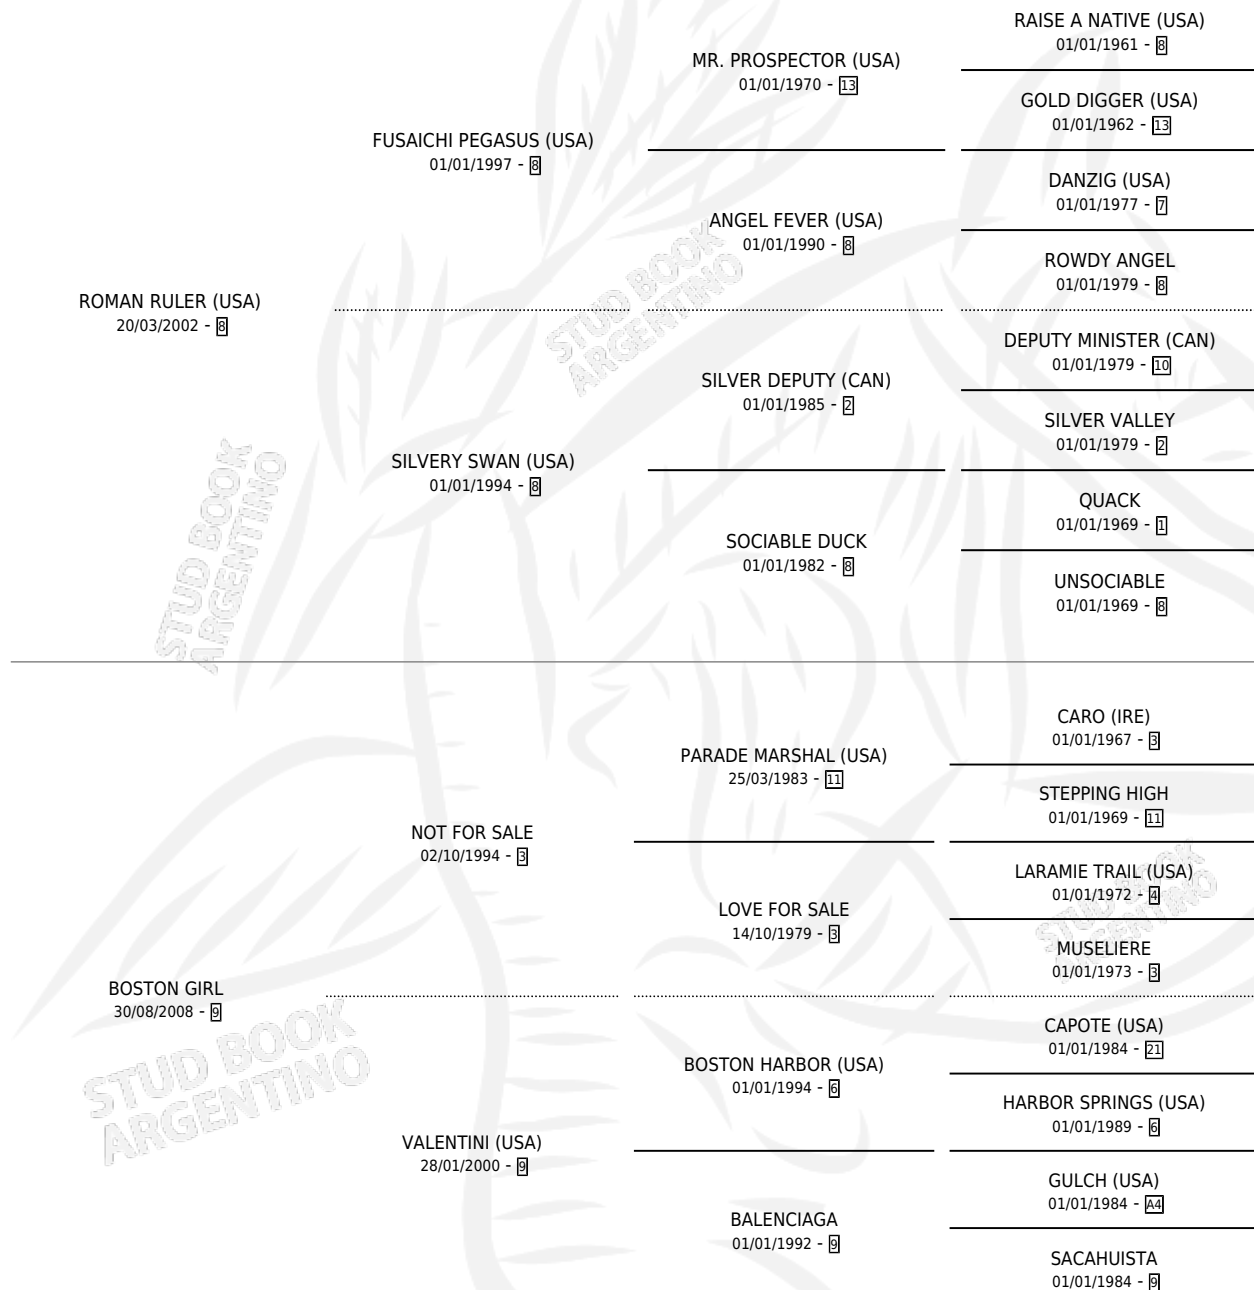 RAISE A NATIVE (USA)
01/01/1961 - 8
MR. PROSPECTOR (USA)
01/01/1970 - 13
GOLD DIGGER (USA)
01/01/1962 - 13
FUSAICHI PEGASUS (USA)
01/01/1997 - 8
DANZIG (USA)
01/01/1977 - 7
ANGEL FEVER (USA)
01/01/1990 - 8
ROWDY ANGEL
01/01/1979 - 8
ROMAN RULER (USA)
20/03/2002 - 8
DEPUTY MINISTER (CAN)
01/01/1979 - 10
SILVER DEPUTY (CAN)
01/01/1985 - 2
SILVER VALLEY
01/01/1979 - 2
SILVERY SWAN (USA)
01/01/1994 - 8
QUACK
01/01/1969 - 1
SOCIABLE DUCK
01/01/1982 - 8
UNSOCIABLE
01/01/1969 - 8
CARO (IRE)
01/01/1967 - 3
PARADE MARSHAL (USA)
25/03/1983 - 11
STEPPING HIGH
01/01/1969 - 11
NOT FOR SALE
02/10/1994 - 3
LARAMIE TRAIL (USA)
01/01/1972 - 4
LOVE FOR SALE
14/10/1979 - 3
MUSELIERE
01/01/1973 - 3
BOSTON GIRL
30/08/2008 - 9
CAPOTE (USA)
01/01/1984 - 21
BOSTON HARBOR (USA)
01/01/1994 - 6
HARBOR SPRINGS (USA)
01/01/1989 - 6
VALENTINI (USA)
28/01/2000 - 9
GULCH (USA)
01/01/1984 - A4
BALENCIAGA
01/01/1992 - 9
SACAHUISTA
01/01/1984 - 9
STUD BOOK
ARGENTINO
STUD BOOK
ARGENTINO
STUD BOOK
ARGENTINO
STUD BOOK
ARGENTINO